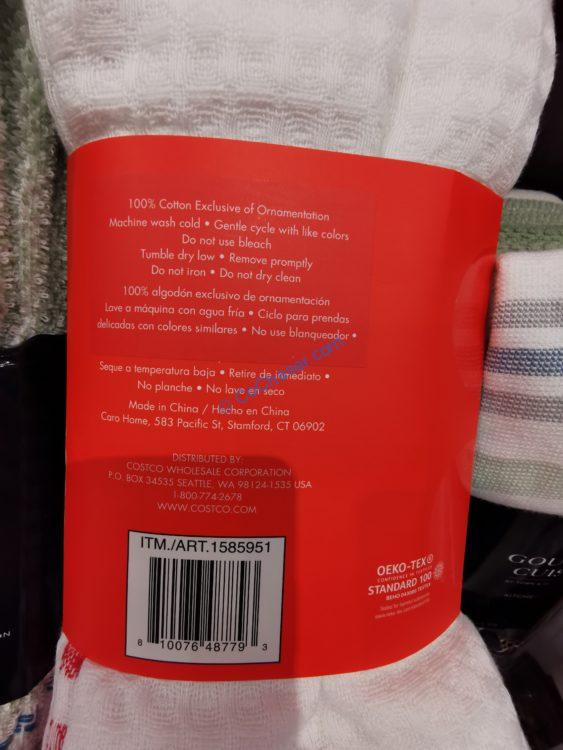 100% Cotton Exclusive of Ornamentation
Machine wash cold • Gentle cycle with like colors
Do not use bleach
Tumble dry low • Remove promptly
Do not iron • Do not dry clean
100% algodón exclusivo de ornamentación
Lave a máquina con agua fría • Ciclo para prendas
delicadas con colores similares • No use blanqueador •
Seque a temperatura baja • Retire de inmediato •
No planche • No lave en seco
Made in China / Hecho en China
Caro Home, 583 Pacific St, Stamford, CT 06902
DISTRIBUTED BY:
COSTCO WHOLESALE CORPORATION
P.O. BOX 34535 SEATTLE, WA 98124-1535 USA
1-800-774-2678
WWW.COSTCO.COM
ITM./ART.1585951
8 10076 48779 3
OEKO-TEX®
CONFIDENCE IN TEXTILES
STANDARD 100
GOU
CUIS